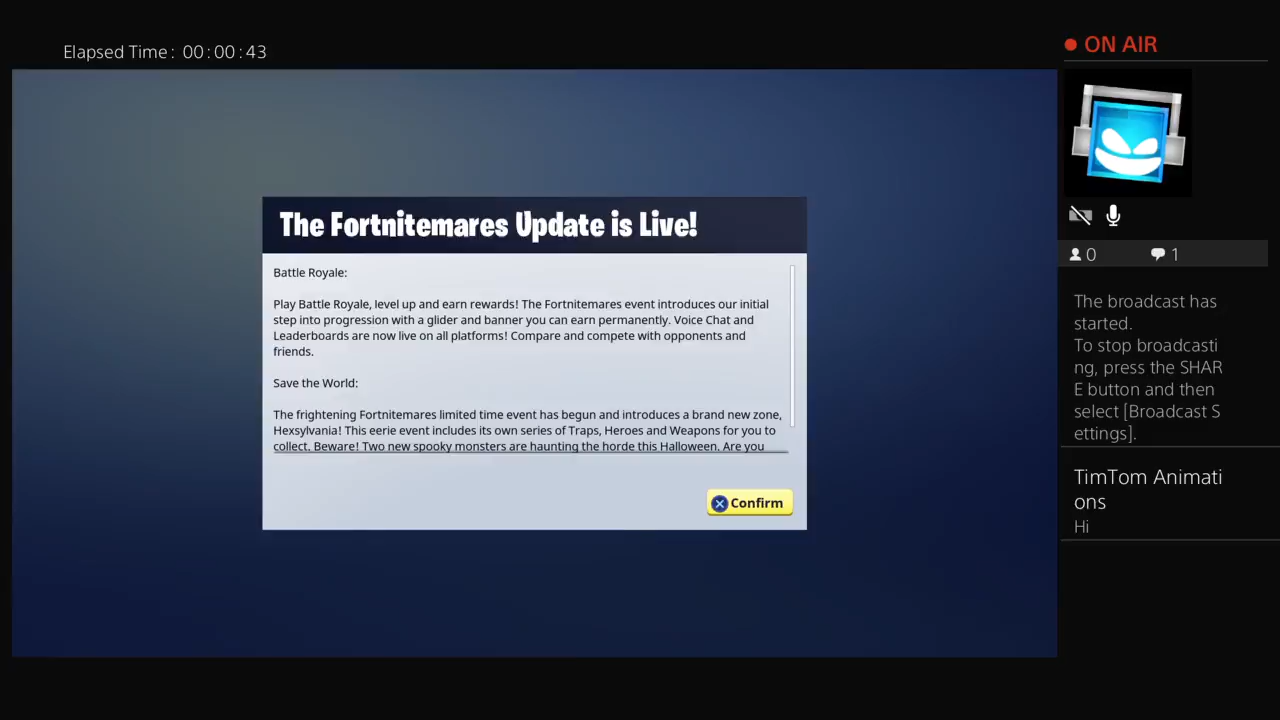 Elapsed Time: 00:00:43
ON AIR
The Fortnitemares Update is Live!
Battle Royale:
Play Battle Royale, level up and earn rewards! The Fortnitemares event introduces our initial
step into progression with a glider and banner you can earn permanently. Voice Chat and
Leaderboards are now live on all platforms! Compare and compete with opponents and
friends.
Save the World:
The frightening Fortnitemares limited time event has begun and introduces a brand new zone,
Hexsylvania! This eerie event includes its own series of Traps, Heroes and Weapons for you to
collect. Beware! Two new spooky monsters are haunting the horde this Halloween. Are you
Confirm
0 1
The broadcast has
started.
To stop broadcasti
ng, press the SHAR
E button and then
select [Broadcast S
ettings].
TimTom Animati
ons
Hi